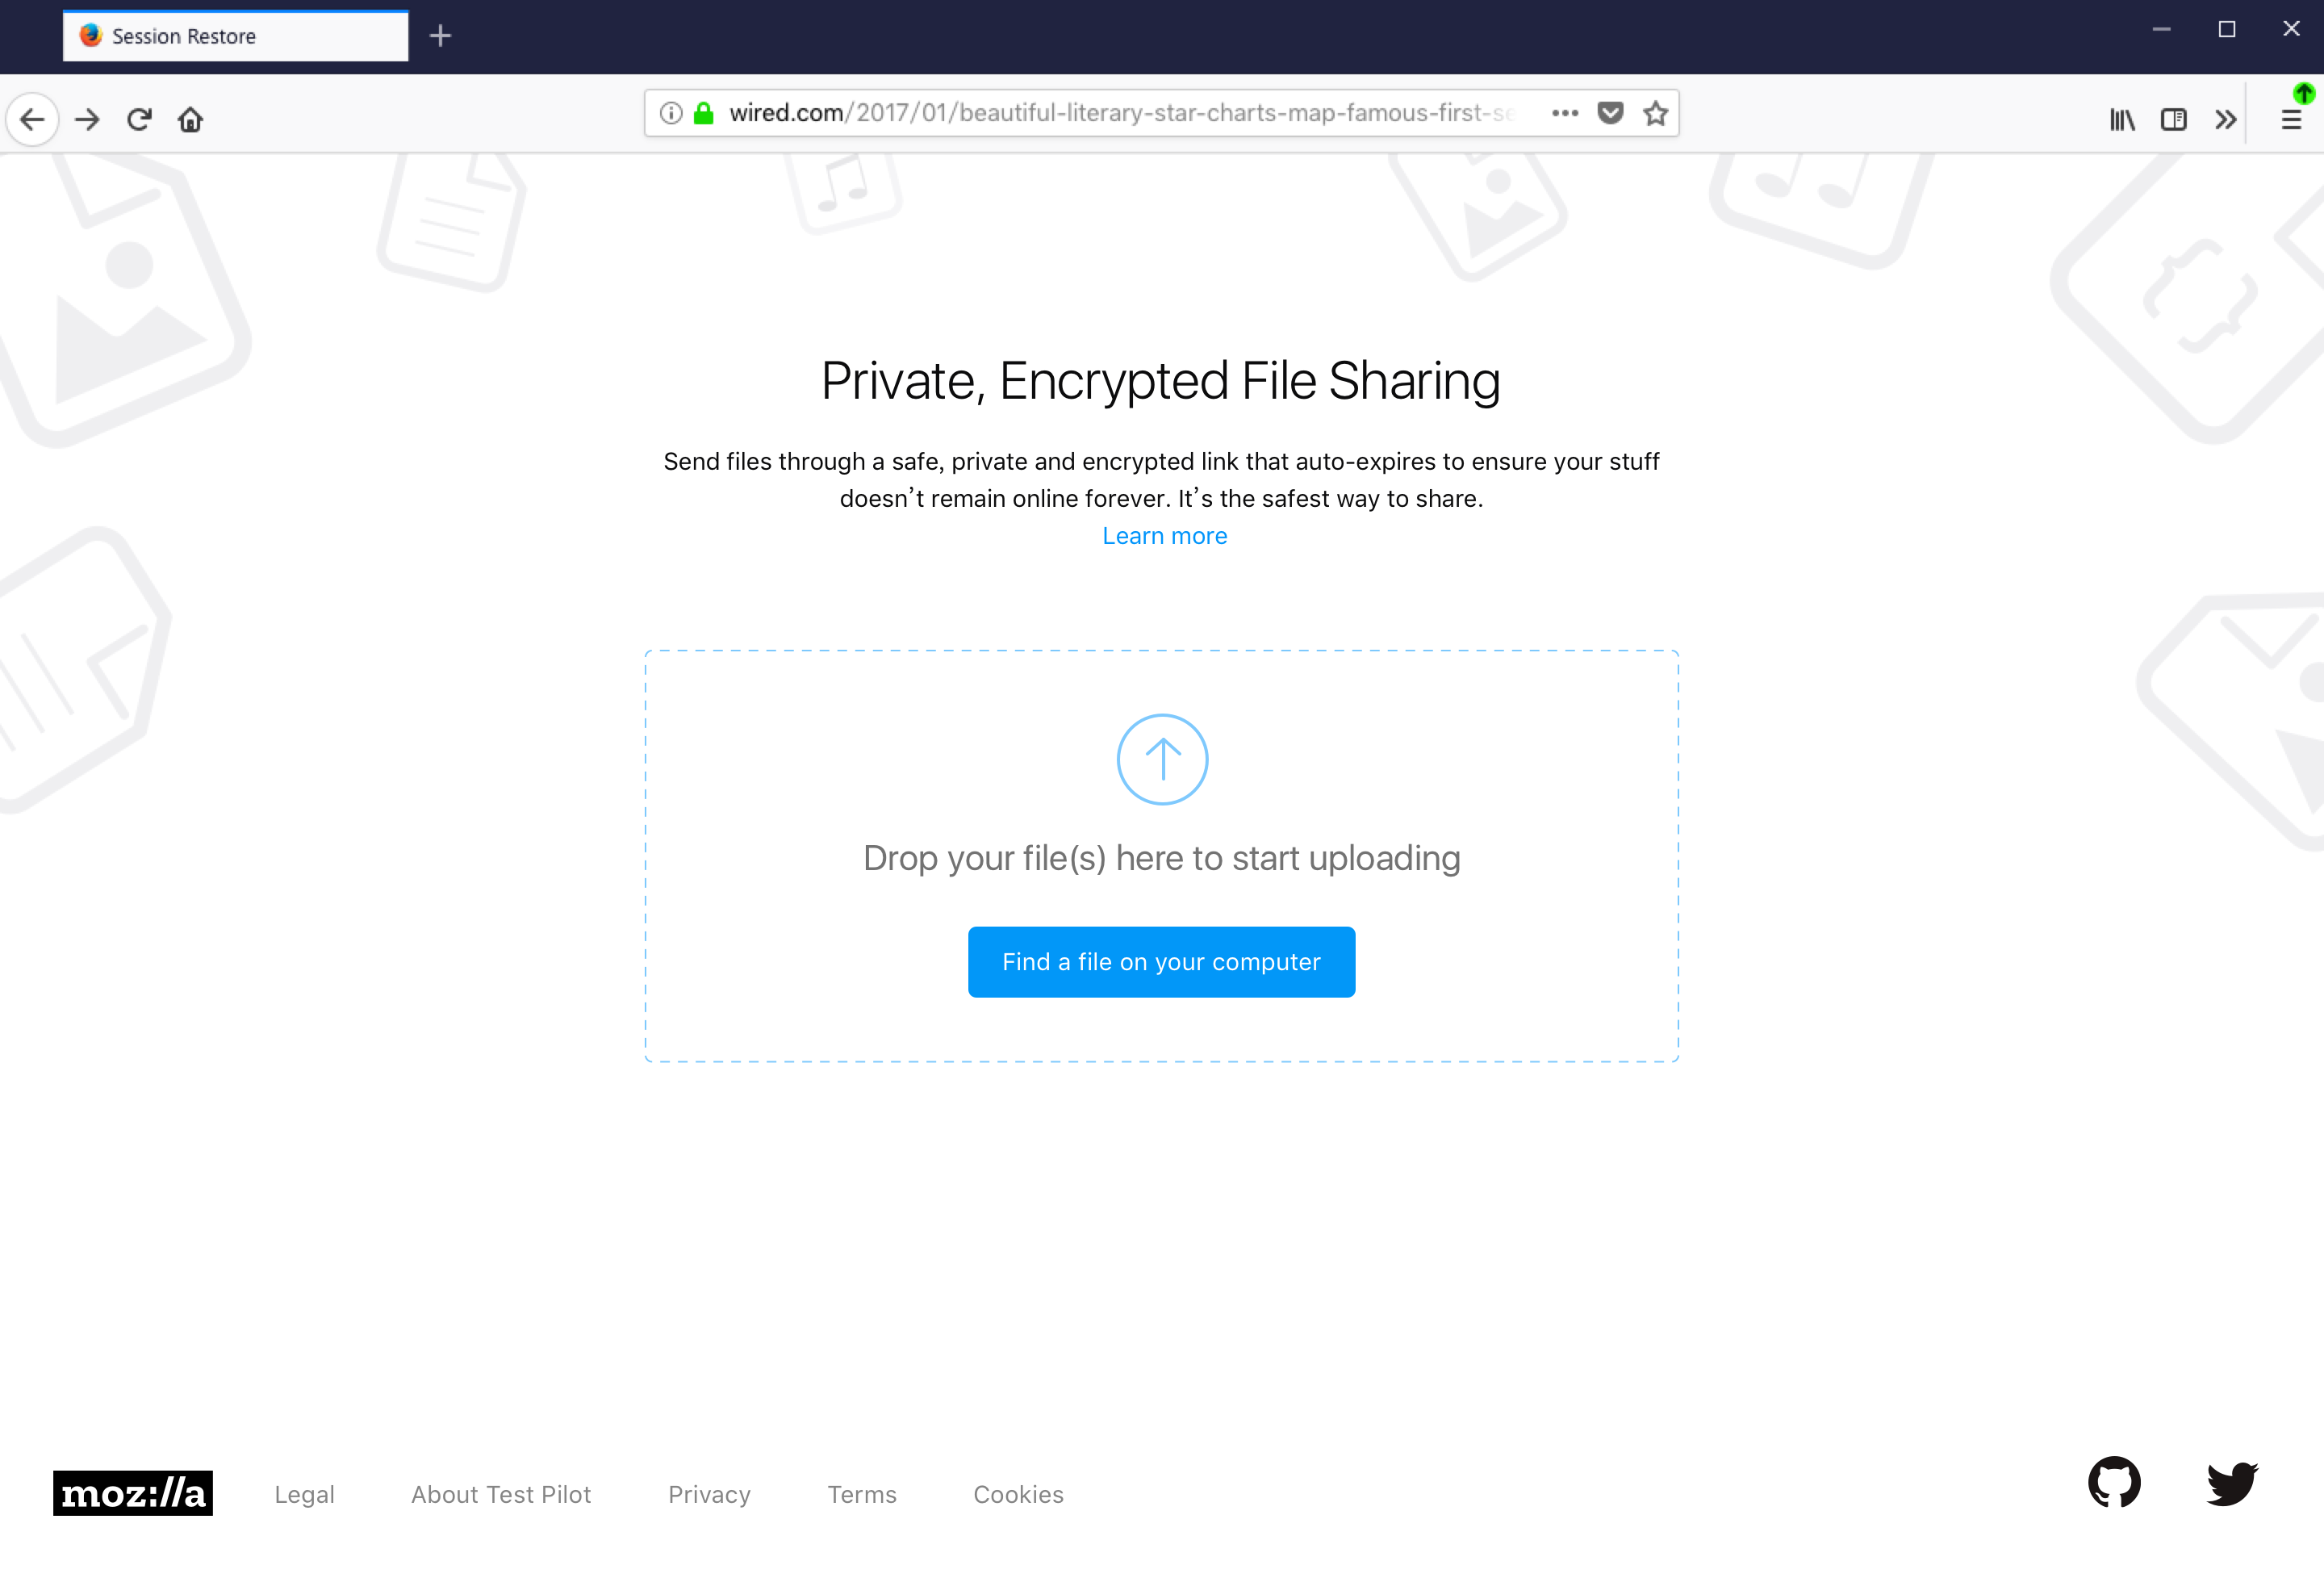 Session Restore
wired.com/2017/01/beautiful-literary-star-charts-map-famous-first-se
Private, Encrypted File Sharing
Send files through a safe, private and encrypted link that auto-expires to ensure your stuff
doesn’t remain online forever. It’s the safest way to share.
Learn more
Drop your file(s) here to start uploading
Find a file on your computer
moz://a
Legal
About Test Pilot
Privacy
Terms
Cookies